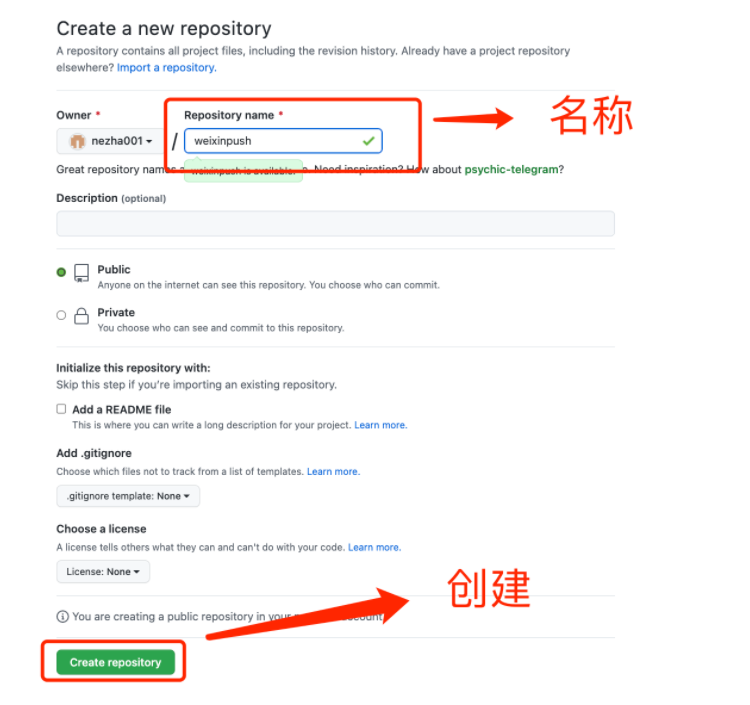 Create a new repository
A repository contains all project files, including the revision history. Already have a project repository
elsewhere? Import a repository.
Owner *
Repository name *
名称
nezha001
/
weixinpush
Great repository names
weixinpush is available.
Need inspiration? How about psychic-telegram?
Description (optional)
Public
Anyone on the internet can see this repository. You choose who can commit.
Private
You choose who can see and commit to this repository.
Initialize this repository with:
Skip this step if you're importing an existing repository.
Add a README file
This is where you can write a long description for your project. Learn more.
Add .gitignore
Choose which files not to track from a list of templates. Learn more.
.gitignore template: None
Choose a license
A license tells others what they can and can't do with your code. Learn more.
License: None
创建
You are creating a public repository in your account
Create repository